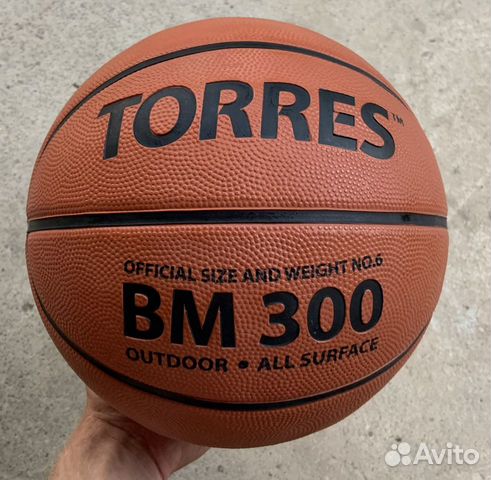 TORRES™
OFFICIAL SIZE AND WEIGHT NO.6
BM 300
OUTDOOR • ALL SURFACE
Avito